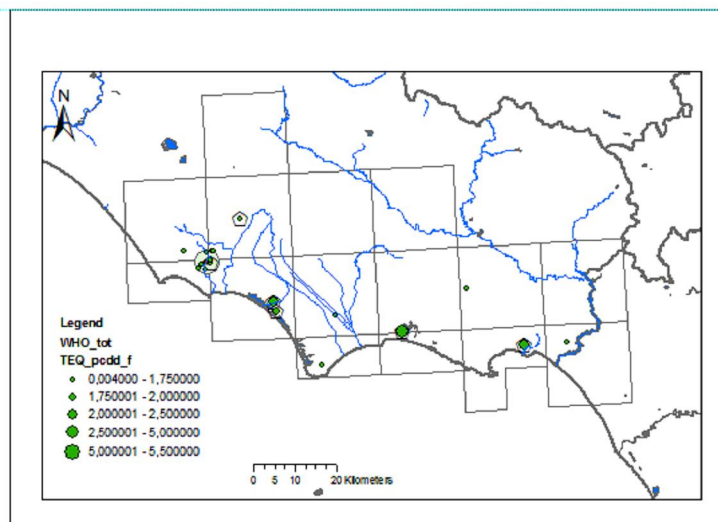 N
Legend
WHO_tot
TEQ_pcdd_f
0,004000 - 1,750000
1,750001 - 2,000000
2,000001 - 2,500000
2,500001 - 5,000000
5,000001 - 5,500000
0 5 10 20 Kilometers